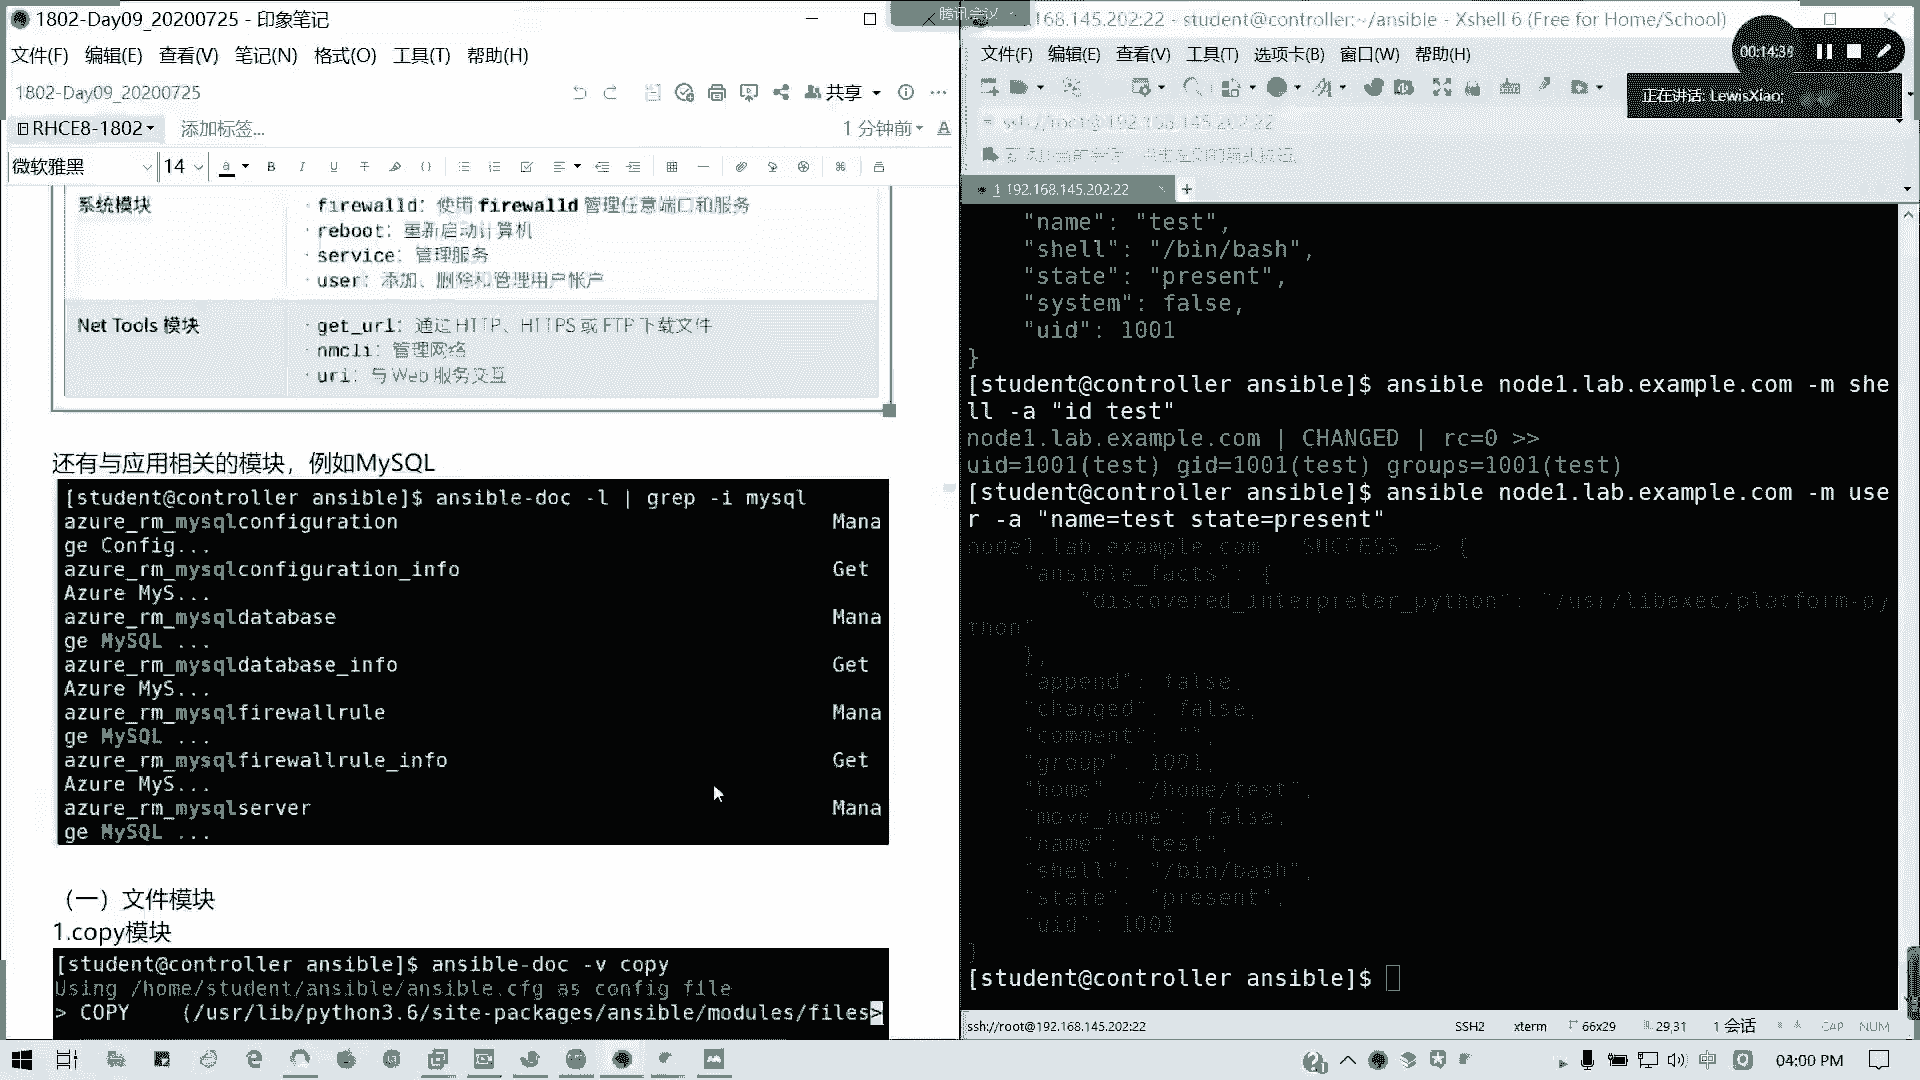 1802-Day09_20200725 - 印象笔记
文件(F) 编辑(E) 查看(V) 笔记(N) 格式(O) 工具(T) 帮助(H)
1802-Day09_20200725
共享
RHCE8-1802
添加标签...
1 分钟前
微软雅黑 14
系统模块
· firewalld：使用 firewalld 管理任意端口和服务
· reboot：重新启动计算机
· service：管理服务
· user：添加、删除和管理用户帐户
Net Tools 模块
· get_url：通过 HTTP、HTTPS 或 FTP 下载文件
· nmcli：管理网络
· uri：与 Web 服务交互
还有与应用相关的模块，例如MySQL
[student@controller ansible]$ ansible-doc -l | grep -i mysql
azure_rm_mysqlconfiguration Mana
ge Config...
azure_rm_mysqlconfiguration_info Get
Azure MyS...
azure_rm_mysqldatabase Mana
ge MySQL ...
azure_rm_mysqldatabase_info Get
Azure MyS...
azure_rm_mysqlfirewallrule Mana
ge MySQL ...
azure_rm_mysqlfirewallrule_info Get
Azure MyS...
azure_rm_mysqlserver Mana
ge MySQL ...
（一）文件模块
1.copy模块
[student@controller ansible]$ ansible-doc -v copy
Using /home/student/ansible/ansible.cfg as config file
> COPY (/usr/lib/python3.6/site-packages/ansible/modules/files>
腾讯会议
.168.145.202:22 - student@controller:~/ansible - Xshell 6 (Free for Home/School)
文件(F) 编辑(E) 查看(V) 工具(T) 选项卡(B) 窗口(W) 帮助(H)
00:14:39
正在讲话: LewisXiao;
ssh://root@192.168.145.202:22
1 192.168.145.202:22
"name": "test",
"shell": "/bin/bash",
"state": "present",
"system": false,
"uid": 1001
}
[student@controller ansible]$ ansible node1.lab.example.com -m she
ll -a "id test"
node1.lab.example.com | CHANGED | rc=0 >>
uid=1001(test) gid=1001(test) groups=1001(test)
[student@controller ansible]$ ansible node1.lab.example.com -m use
r -a "name=test state=present"
node1.lab.example.com | SUCCESS => {
"ansible_facts": {
"discovered_interpreter_python": "/usr/libexec/platform-py
thon"
},
"append": false,
"changed": false,
"comment": "",
"group": 1001,
"home": "/home/test",
"move_home": false,
"name": "test",
"shell": "/bin/bash",
"state": "present",
"uid": 1001
}
[student@controller ansible]$
ssh://root@192.168.145.202:22 SSH2 xterm 66x29 29,31 1 会话 CAP NUM
中 04:00 PM